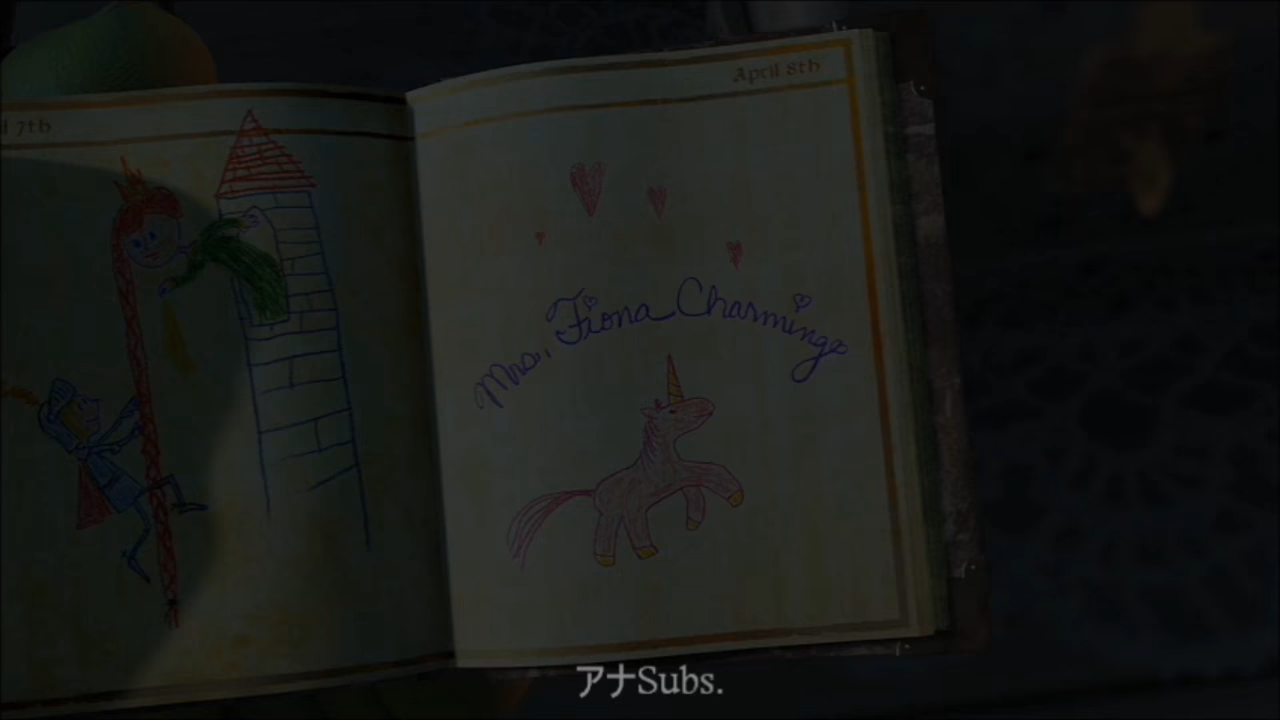 l 7th
April 8th
Mrs. Fiona Charming
アナSubs.